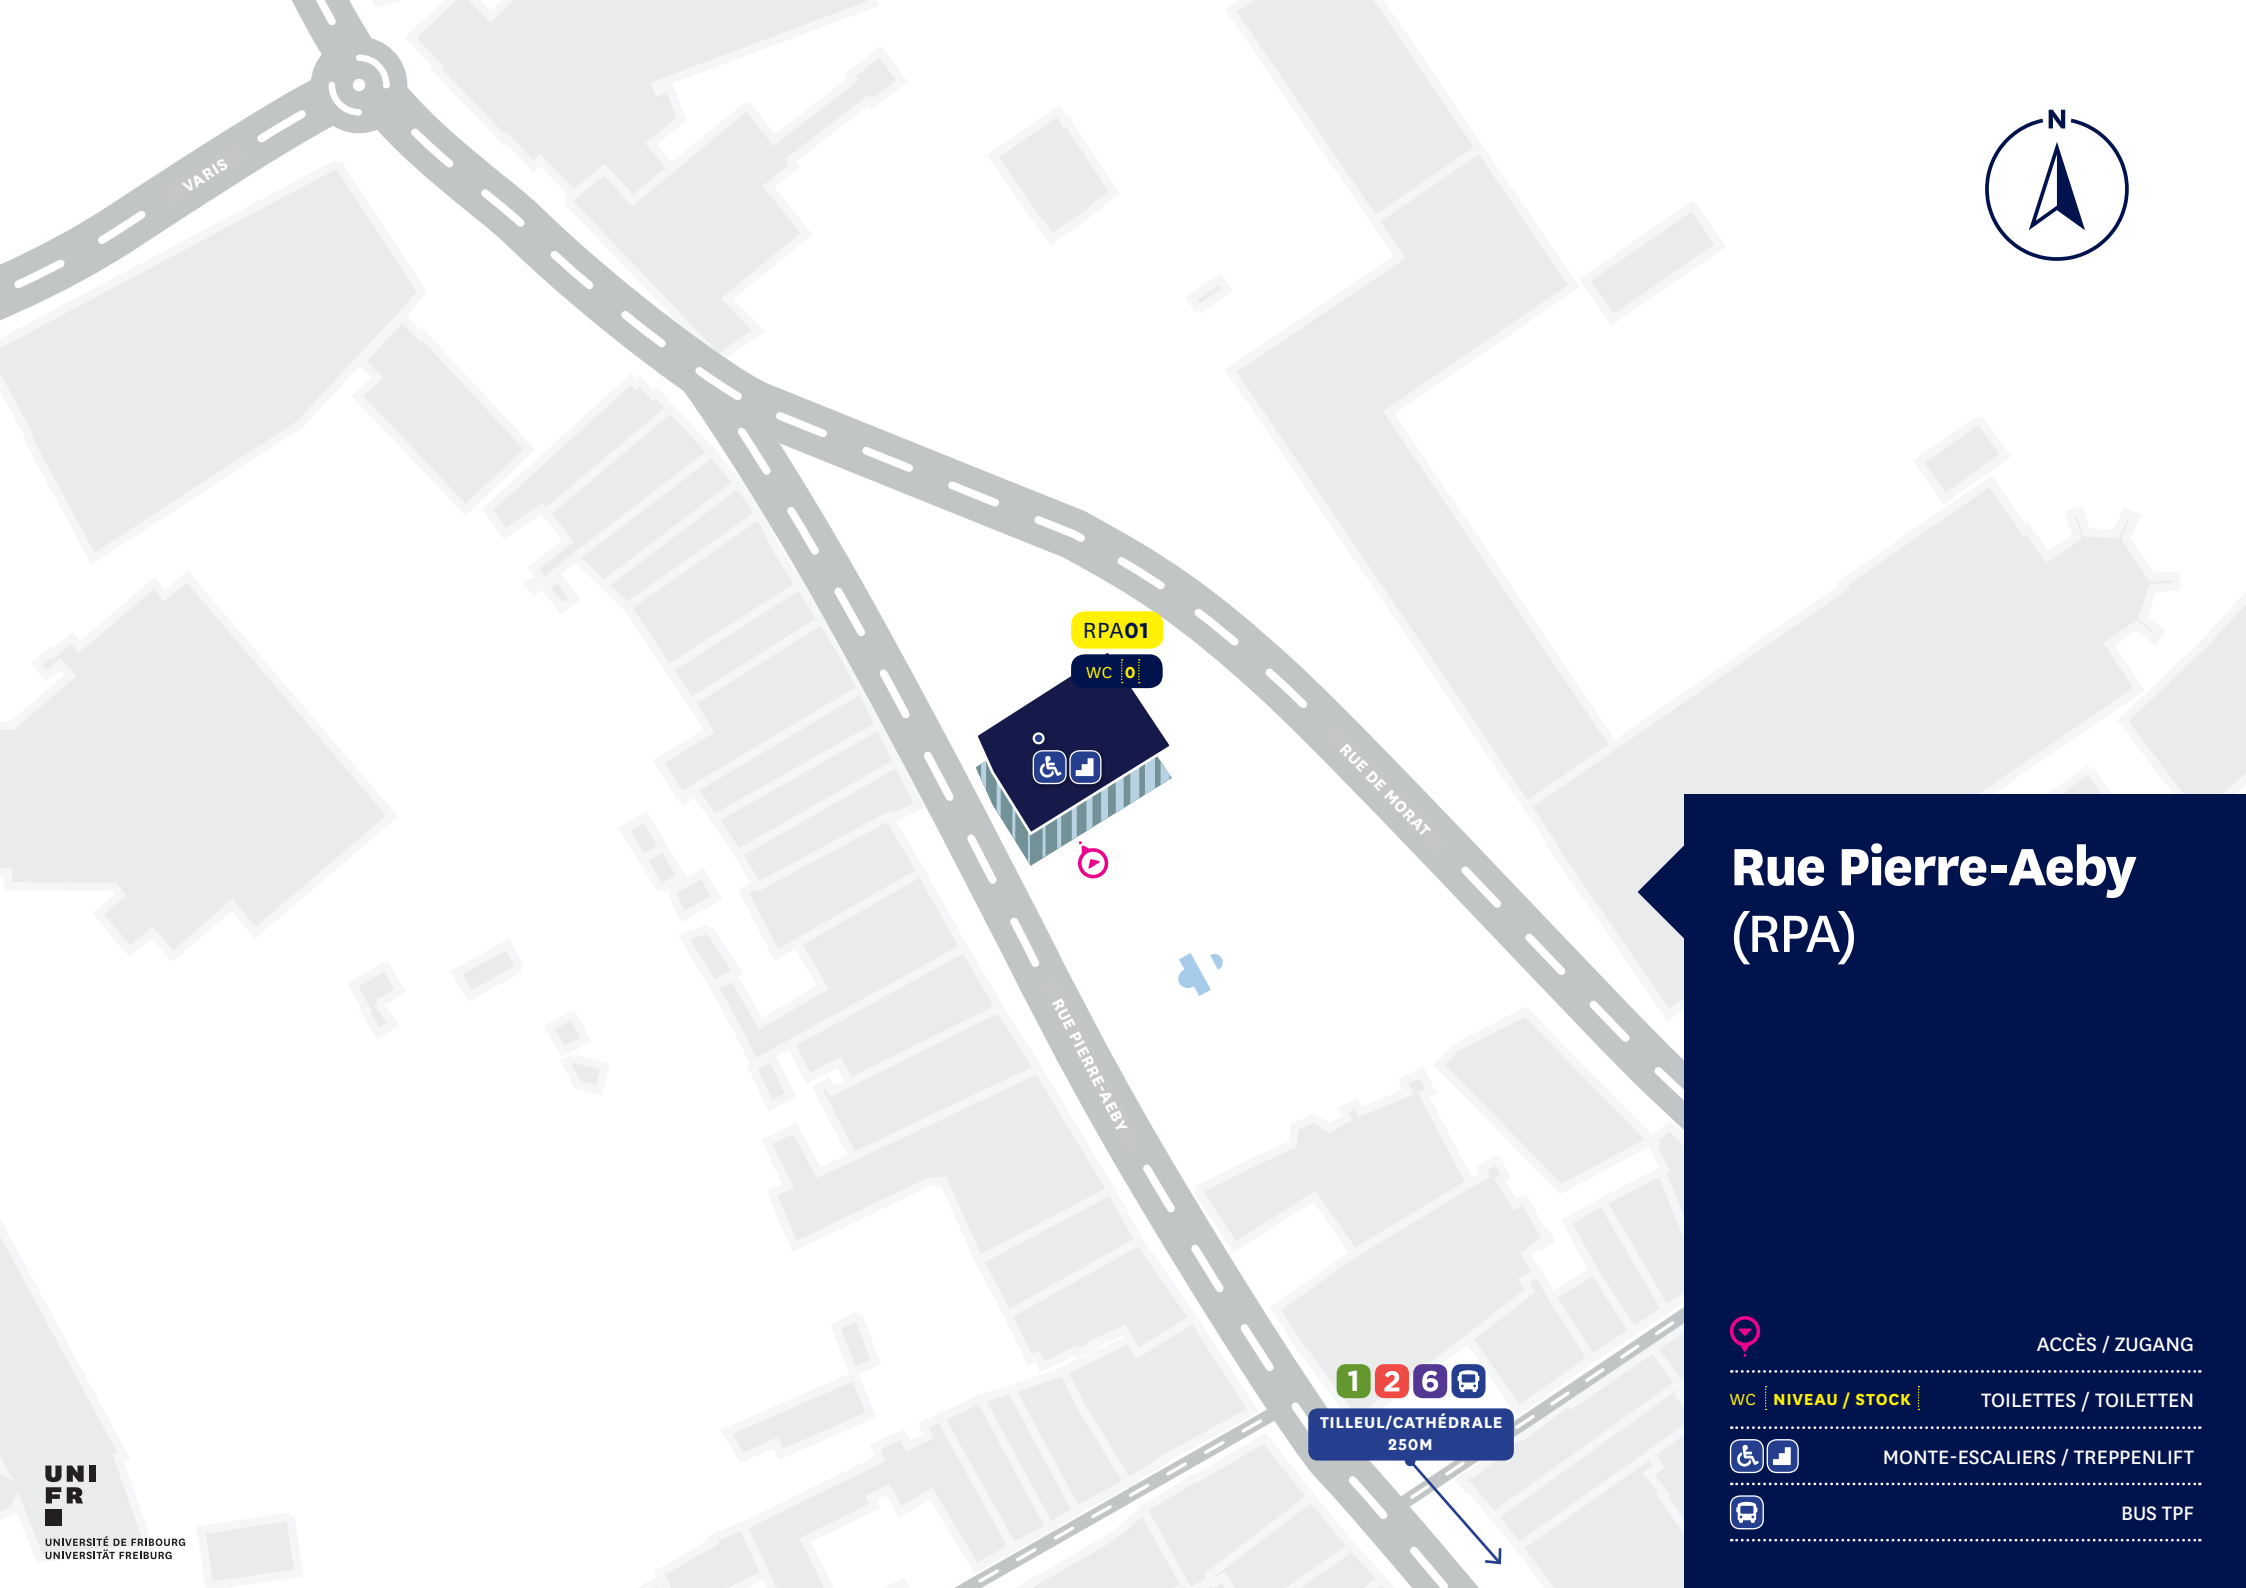 N
VARIS
RPA01
WC 0
RUE DE MORAT
RUE PIERRE-AEBY
Rue Pierre-Aeby
(RPA)
1 2 6
TILLEUL/CATHÉDRALE
250M
ACCÈS / ZUGANG
WC NIVEAU / STOCK TOILETTES / TOILETTEN
MONTE-ESCALIERS / TREPPENLIFT
BUS TPF
UNI
FR
UNIVERSITÉ DE FRIBOURG
UNIVERSITÄT FREIBURG